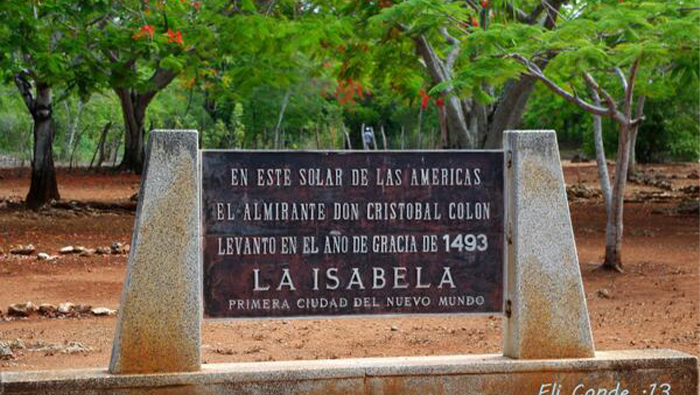 EN ESTE SOLAR DE LAS AMERICAS
EL ALMIRANTE DON CRISTOBAL COLON
LEVANTO EN EL AÑO DE GRACIA DE 1493
LA ISABELA
PRIMERA CIUDAD DEL NUEVO MUNDO
Eli Conde :13